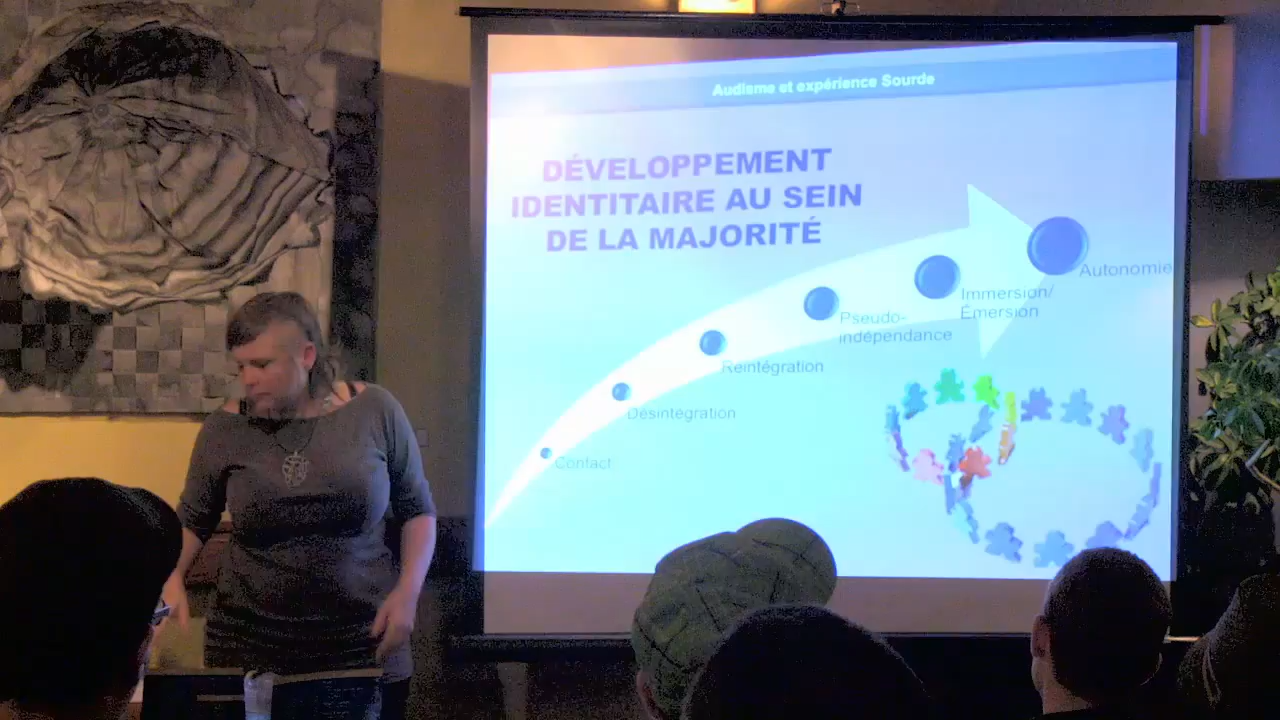 Audisme et expérience Sourde
DÉVELOPPEMENT
IDENTITAIRE AU SEIN
DE LA MAJORITÉ
Autonomie
Immersion/
Émersion
Pseudo-
indépendance
Réintégration
Désintégration
Contact